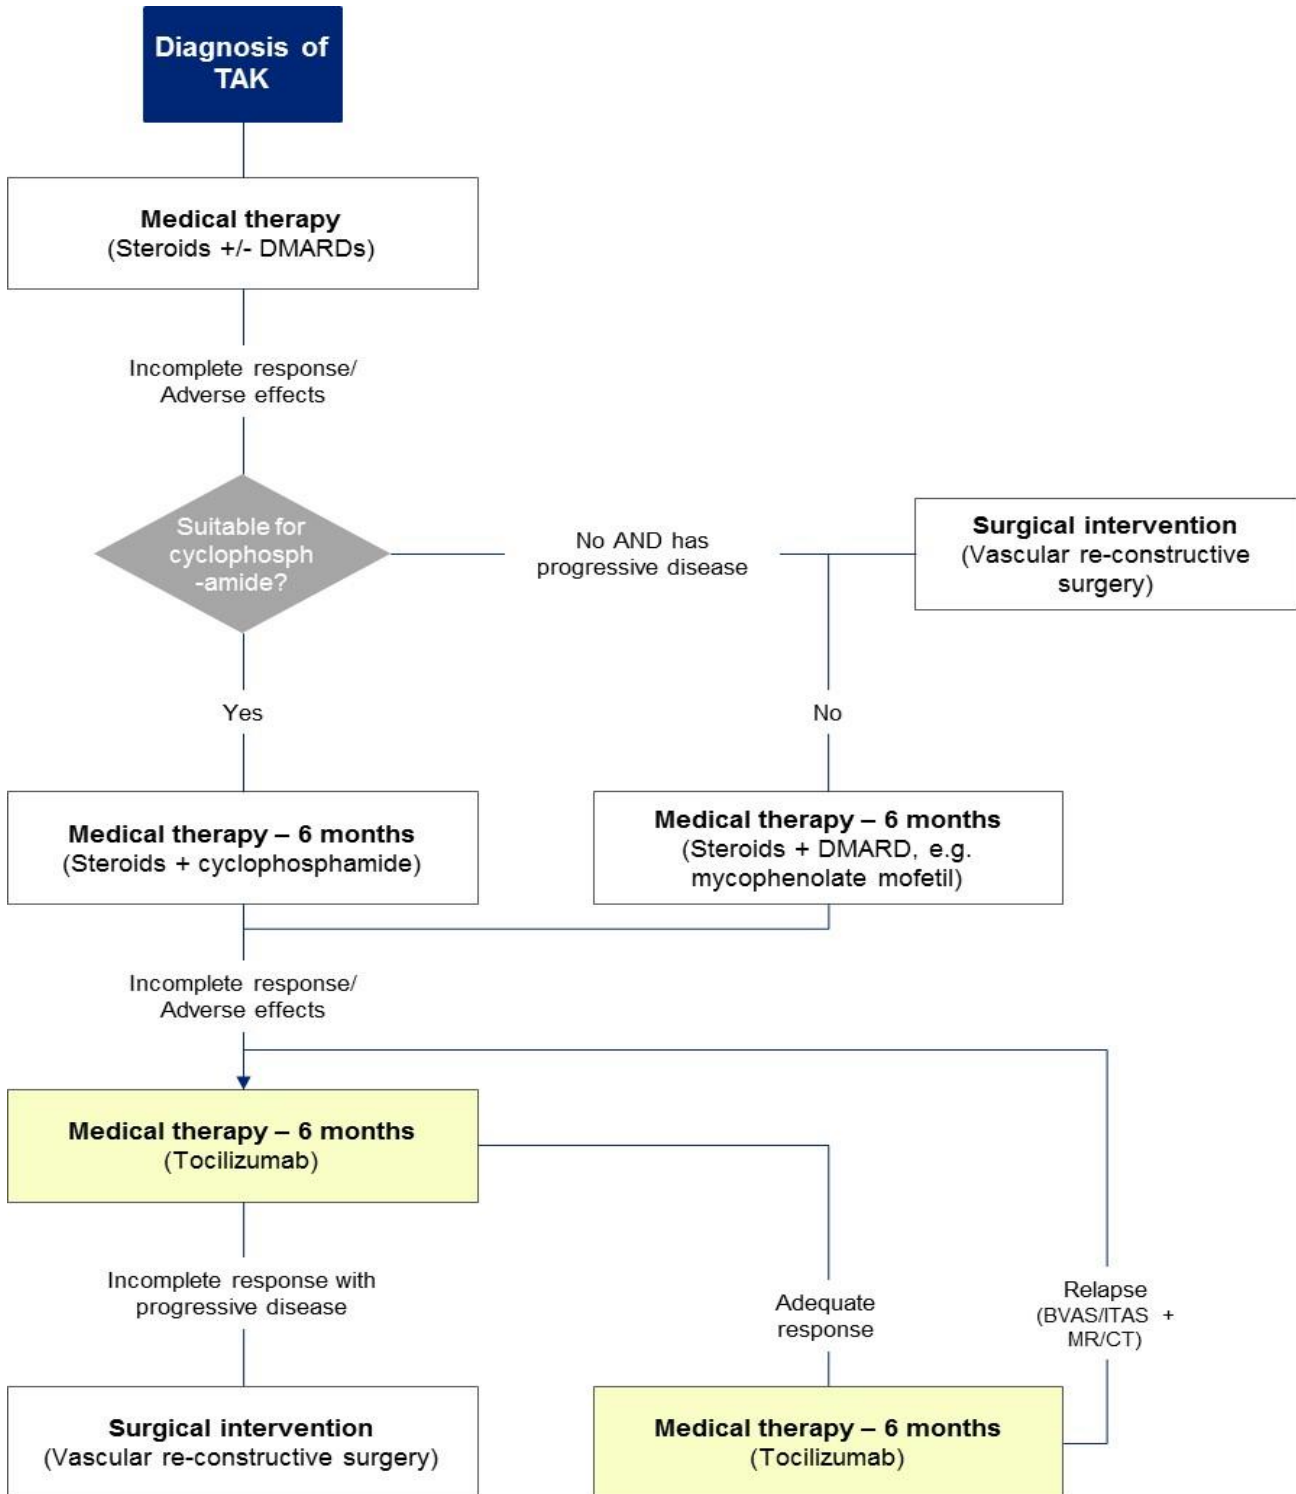 Diagnosis of
TAK
Medical therapy
(Steroids +/- DMARDs)
Incomplete response/
Adverse effects
Suitable for
cyclophosph
-amide?
No AND has
progressive disease
Surgical intervention
(Vascular re-constructive
surgery)
Yes
No
Medical therapy – 6 months
(Steroids + cyclophosphamide)
Medical therapy – 6 months
(Steroids + DMARD, e.g.
mycophenolate mofetil)
Incomplete response/
Adverse effects
Medical therapy – 6 months
(Tocilizumab)
Incomplete response with
progressive disease
Adequate
response
Relapse
(BVAS/ITAS +
MR/CT)
Surgical intervention
(Vascular re-constructive surgery)
Medical therapy – 6 months
(Tocilizumab)